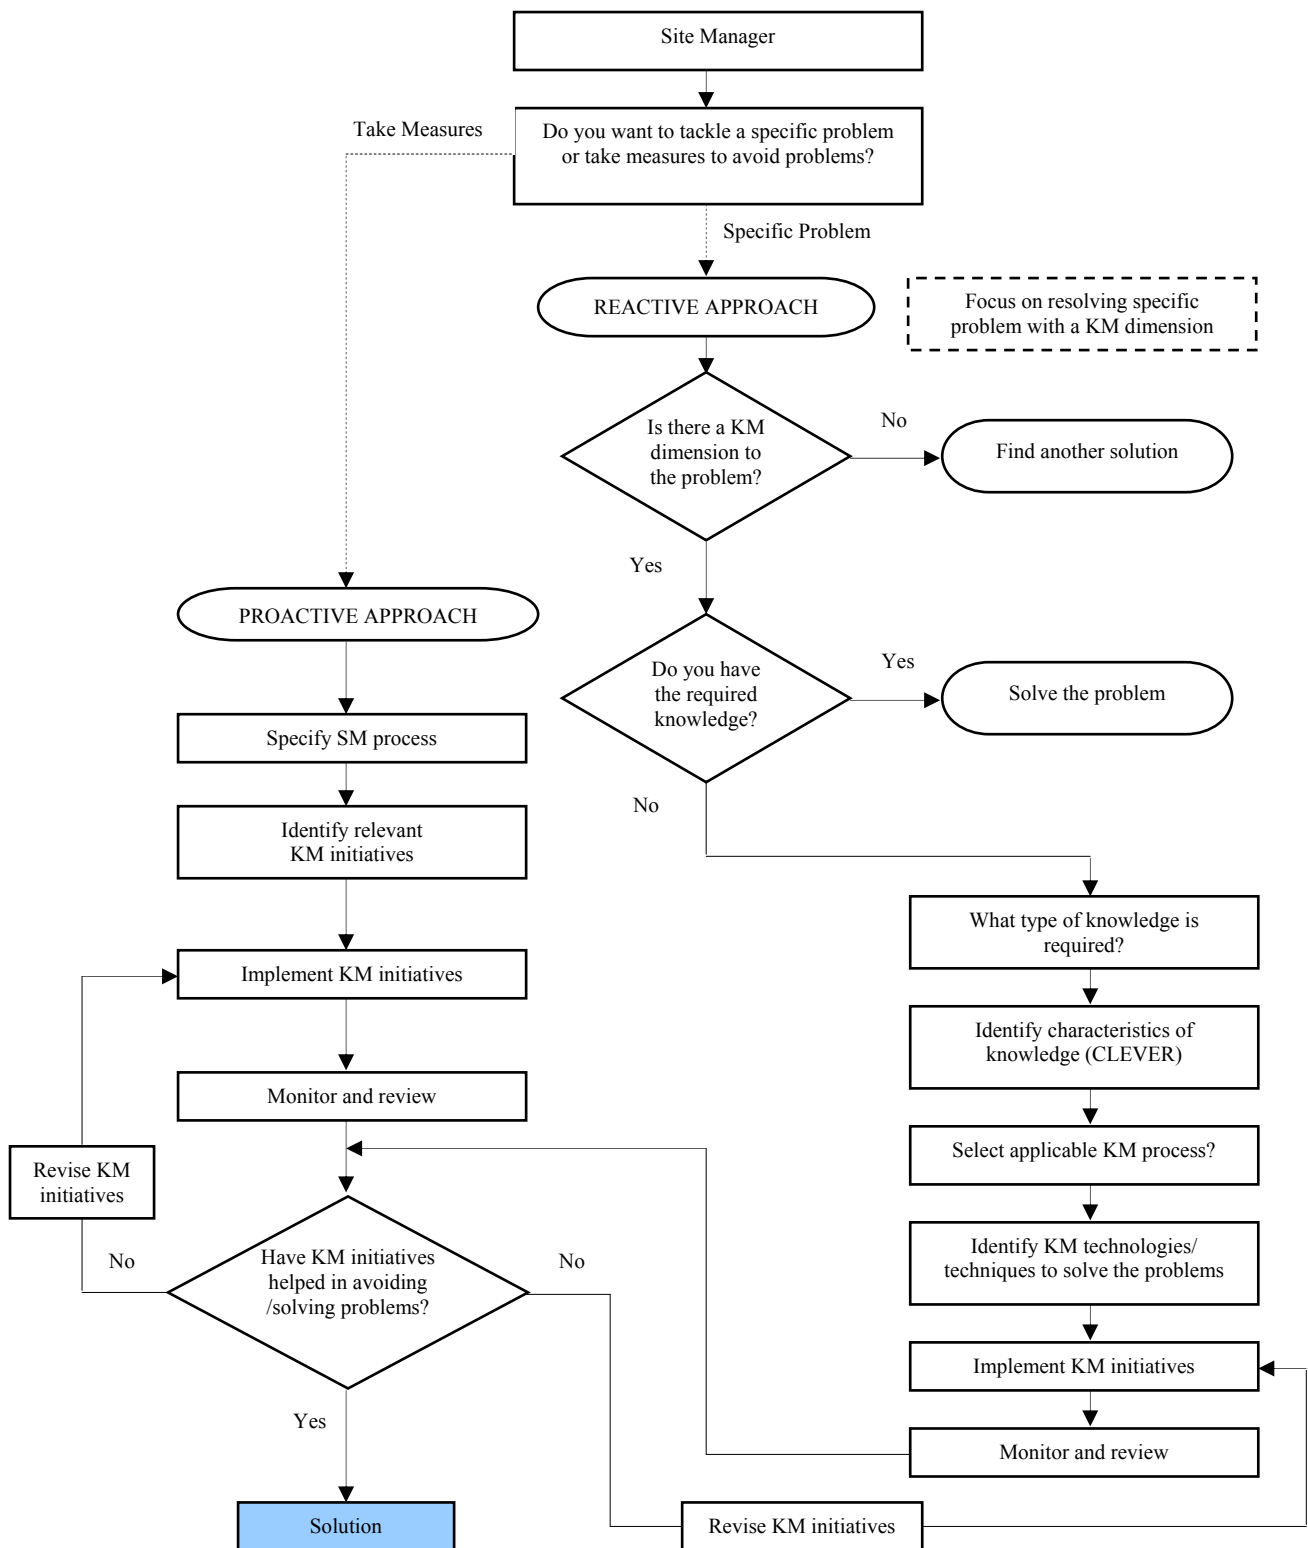 Site Manager
Take Measures
Do you want to tackle a specific problem
or take measures to avoid problems?
Specific Problem
REACTIVE APPROACH
Focus on resolving specific
problem with a KM dimension
Is there a KM
dimension to
the problem?
No
Find another solution
Yes
PROACTIVE APPROACH
Do you have
the required
knowledge?
Yes
Solve the problem
Specify SM process
No
Identify relevant
KM initiatives
What type of knowledge is
required?
Implement KM initiatives
Identify characteristics of
knowledge (CLEVER)
Monitor and review
Select applicable KM process?
Revise KM
initiatives
No
Have KM initiatives
helped in avoiding
/solving problems?
No
Identify KM technologies/
techniques to solve the problems
Implement KM initiatives
Yes
Monitor and review
Solution
Revise KM initiatives